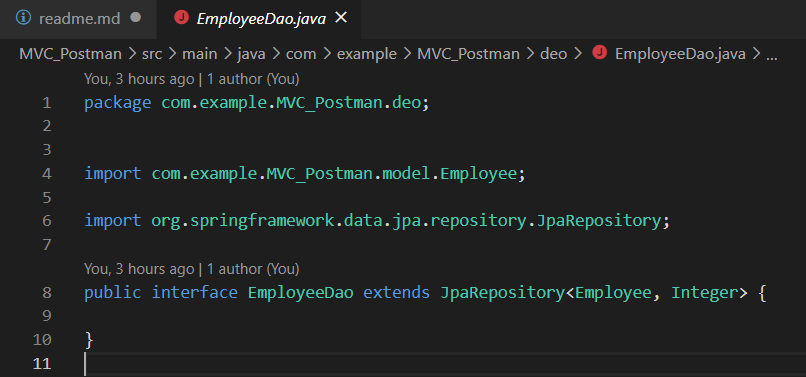 readme.md
EmployeeDao.java
MVC_Postman > src > main > java > com > example > MVC_Postman > deo > EmployeeDao.java > ...
You, 3 hours ago | 1 author (You)
1 package com.example.MVC_Postman.deo;
2
3
4 import com.example.MVC_Postman.model.Employee;
5
6 import org.springframework.data.jpa.repository.JpaRepository;
7
You, 3 hours ago | 1 author (You)
8 public interface EmployeeDao extends JpaRepository<Employee, Integer> {
9
10 }
11